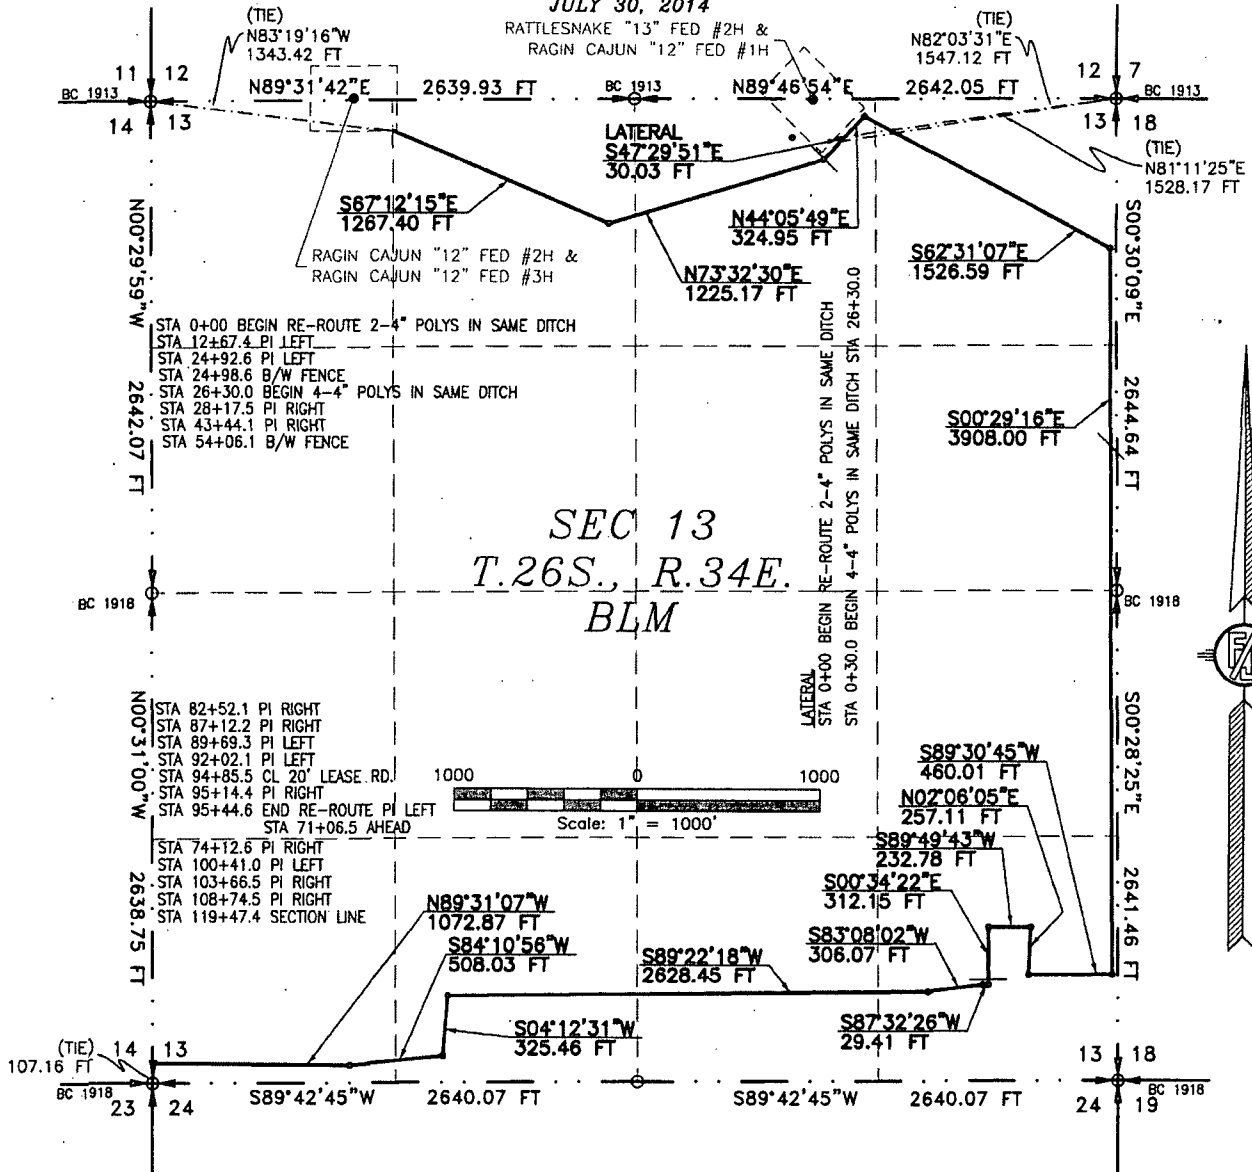 JULY 30, 2014
RATTLESNAKE "13" FED #2H &
RAGIN CAJUN "12" FED #1H
(TIE)
N83°19'16"W
1343.42 FT
(TIE)
N82°03'31"E
1547.12 FT
11
12
BC 1913
N89°31'42"E
2639.93 FT
BC 1913
N89°46'54"E
2642.05 FT
12
7
BC 1913
14
13
13
18
LATERAL
S47°29'51"E
30.03 FT
(TIE)
N81°11'25"E
1528.17 FT
S67°12'15"E
1267.40 FT
N44°05'49"E
324.95 FT
S62°31'07"E
1526.59 FT
RAGIN CAJUN "12" FED #2H &
RAGIN CAJUN "12" FED #3H
N73°32'30"E
1225.17 FT
N00°29'59"W
2642.07 FT
S00°30'09"E
2644.64 FT
STA 0+00 BEGIN RE-ROUTE 2-4" POLYS IN SAME DITCH
STA 12+67.4 PI LEFT
STA 24+92.6 PI LEFT
STA 24+98.6 B/W FENCE
STA 26+30.0 BEGIN 4-4" POLYS IN SAME DITCH
STA 28+17.5 PI RIGHT
STA 43+44.1 PI RIGHT
STA 54+06.1 B/W FENCE
S00°29'16"E
3908.00 FT
LATERAL
STA 0+00 BEGIN RE-ROUTE 2-4" POLYS IN SAME DITCH
STA 0+30.0 BEGIN 4-4" POLYS IN SAME DITCH STA 26+30.0
SEC 13
T.26S., R.34E.
BLM
BC 1918
BC 1918
N00°31'00"W
2638.75 FT
S00°28'25"E
2641.46 FT
STA 82+52.1 PI RIGHT
STA 87+12.2 PI RIGHT
STA 89+69.3 PI LEFT
STA 92+02.1 PI LEFT
STA 94+85.5 CL 20' LEASE RD.
STA 95+14.4 PI RIGHT
STA 95+44.6 END RE-ROUTE PI LEFT
STA 71+06.5 AHEAD
STA 74+12.6 PI RIGHT
STA 100+41.0 PI LEFT
STA 103+66.5 PI RIGHT
STA 108+74.5 PI RIGHT
STA 119+47.4 SECTION LINE
1000
0
1000
Scale: 1" = 1000'
S89°30'45"W
460.01 FT
N02°06'05"E
257.11 FT
S89°49'43"W
232.78 FT
S00°34'22"E
312.15 FT
N89°31'07"W
1072.87 FT
S84°10'56"W
508.03 FT
S89°22'18"W
2628.45 FT
S83°08'02"W
306.07 FT
S04°12'31"W
325.46 FT
S87°32'26"W
29.41 FT
(TIE)
107.16 FT
14
13
13
18
BC 1918
23
24
S89°42'45"W
2640.07 FT
S89°42'45"W
2640.07 FT
24
19
BC 1918